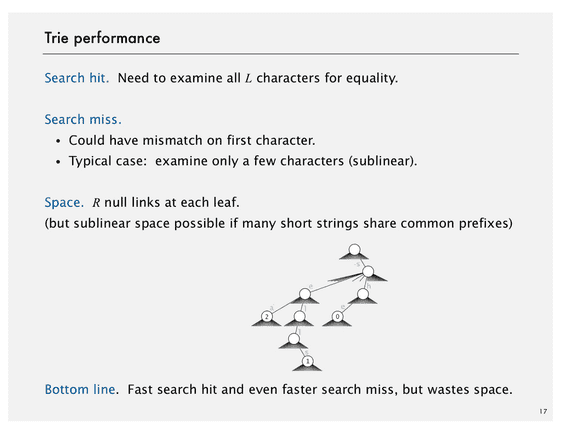 Trie performance
Search hit. Need to examine all L characters for equality.
Search miss.
• Could have mismatch on first character.
• Typical case: examine only a few characters (sublinear).
Space. R null links at each leaf.
(but sublinear space possible if many short strings share common prefixes)
s
e
h
a
l
e
2
0
l
s
1
Bottom line. Fast search hit and even faster search miss, but wastes space.
17